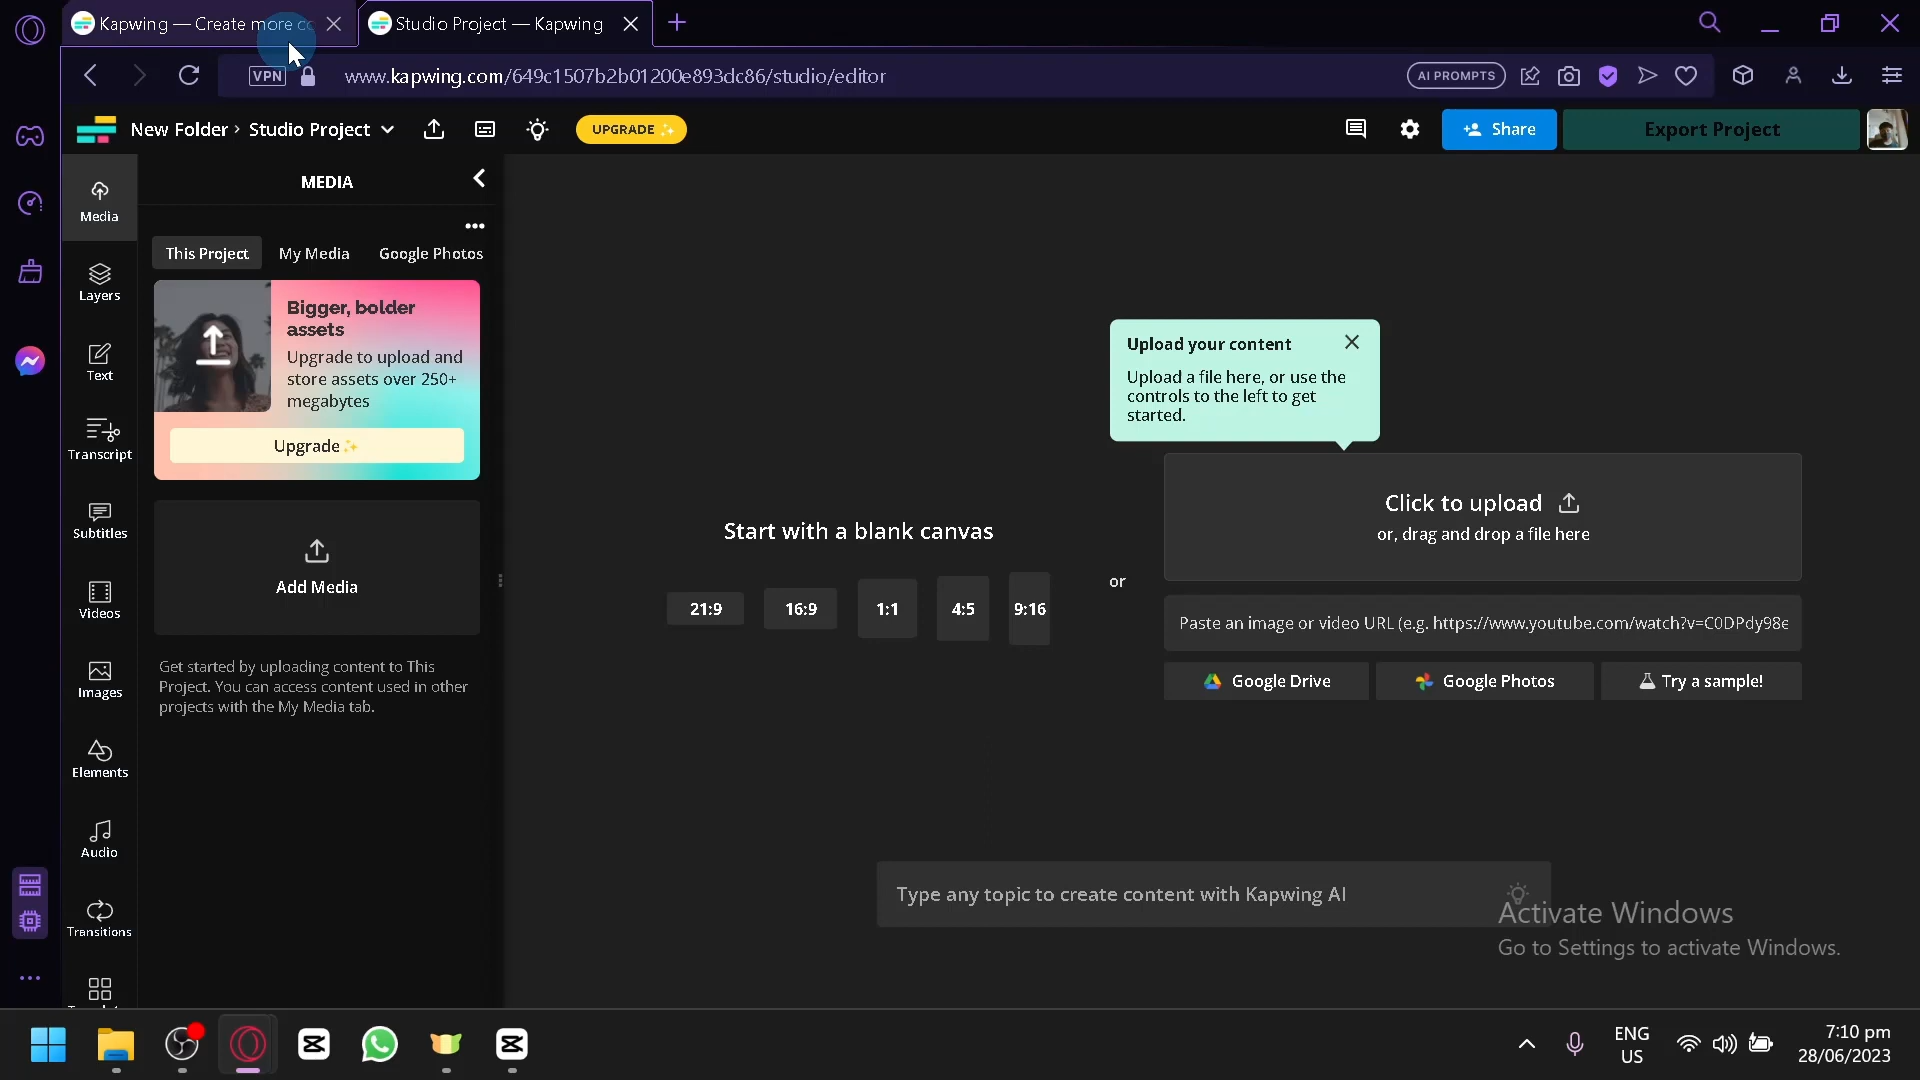 Kapwing — Create more co
Studio Project — Kapwing
VPN
www.kapwing.com/649c1507b2b01200e893dc86/studio/editor
AI PROMPTS
New Folder › Studio Project
UPGRADE
Share
Export Project
Media
MEDIA
This Project
My Media
Google Photos
Layers
Bigger, bolder
assets
Upgrade to upload and
store assets over 250+
megabytes
Upgrade
Text
Transcript
Subtitles
Add Media
Videos
Get started by uploading content to This
Project. You can access content used in other
projects with the My Media tab.
Images
Elements
Audio
Transitions
Upload your content
Upload a file here, or use the
controls to the left to get
started.
Start with a blank canvas
21:9
16:9
1:1
4:5
9:16
or
Click to upload
or, drag and drop a file here
Paste an image or video URL (e.g. https://www.youtube.com/watch?v=C0DPdy98e
Google Drive
Google Photos
Try a sample!
Type any topic to create content with Kapwing AI
Activate Windows
Go to Settings to activate Windows.
ENG
US
7:10 pm
28/06/2023